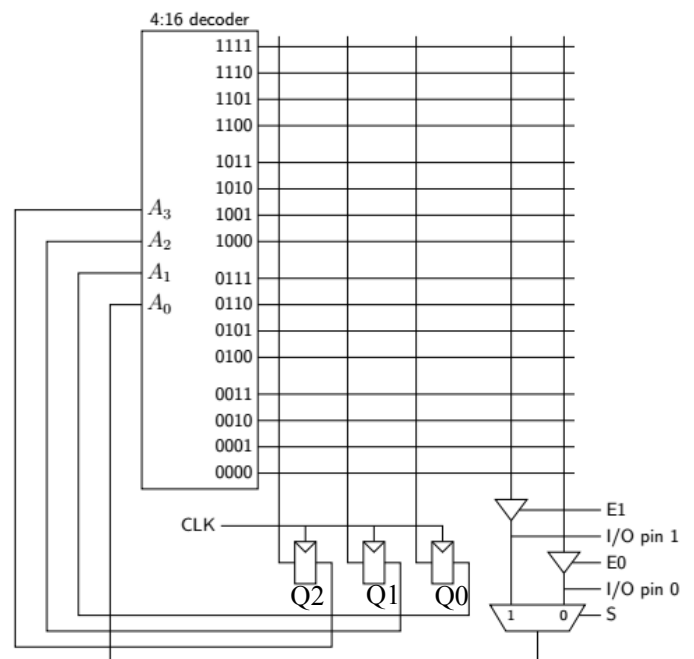 4:16 decoder
1111
1110
1101
1100
1011
1010
A3 1001
A2 1000
A1 0111
A0 0110
0101
0100
0011
0010
0001
0000
E1
CLK
I/O pin 1
E0
I/O pin 0
Q2 Q1 Q0
1 0 S